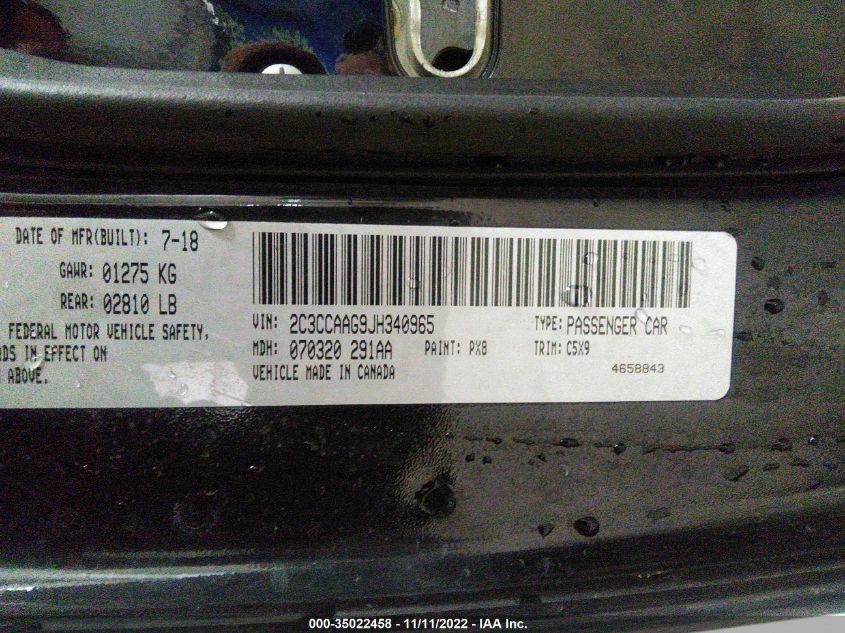 DATE OF MFR(BUILT): 7-18
GAWR: 01275 KG
REAR: 02810 LB
FEDERAL MOTOR VEHICLE SAFETY,
IN EFFECT ON
ABOVE.
VIN: 2C3CCAAG9JH340965 TYPE: PASSENGER CAR
MDH: 070320 291AA PAINT: PX8 TRIM: C5X9
VEHICLE MADE IN CANADA 4658843
000-35022458 - 11/11/2022 - IAA Inc.